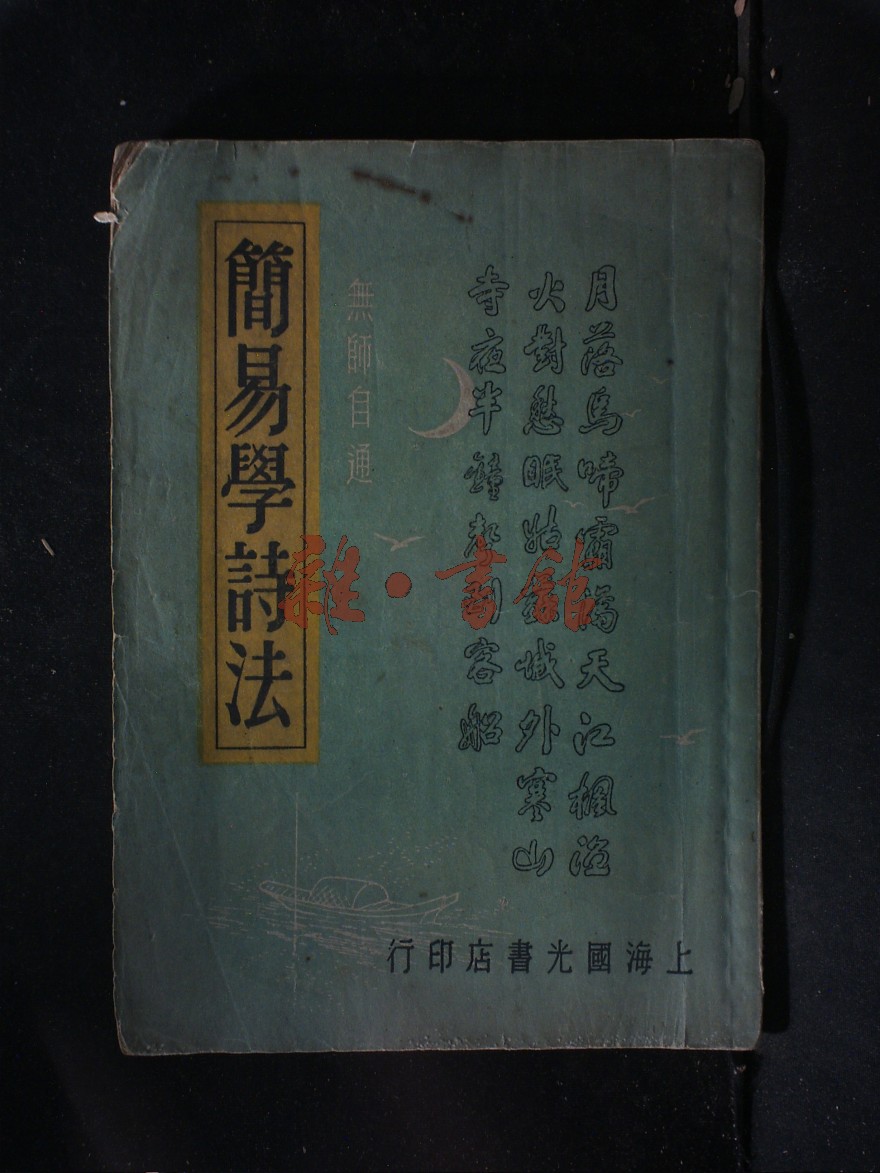 月落烏啼霜滿天江楓漁
火對愁眠姑蘇城外寒山
寺夜半鐘聲到客船
無師自通
簡易學詩法
上海國光書店印行
雜·書館